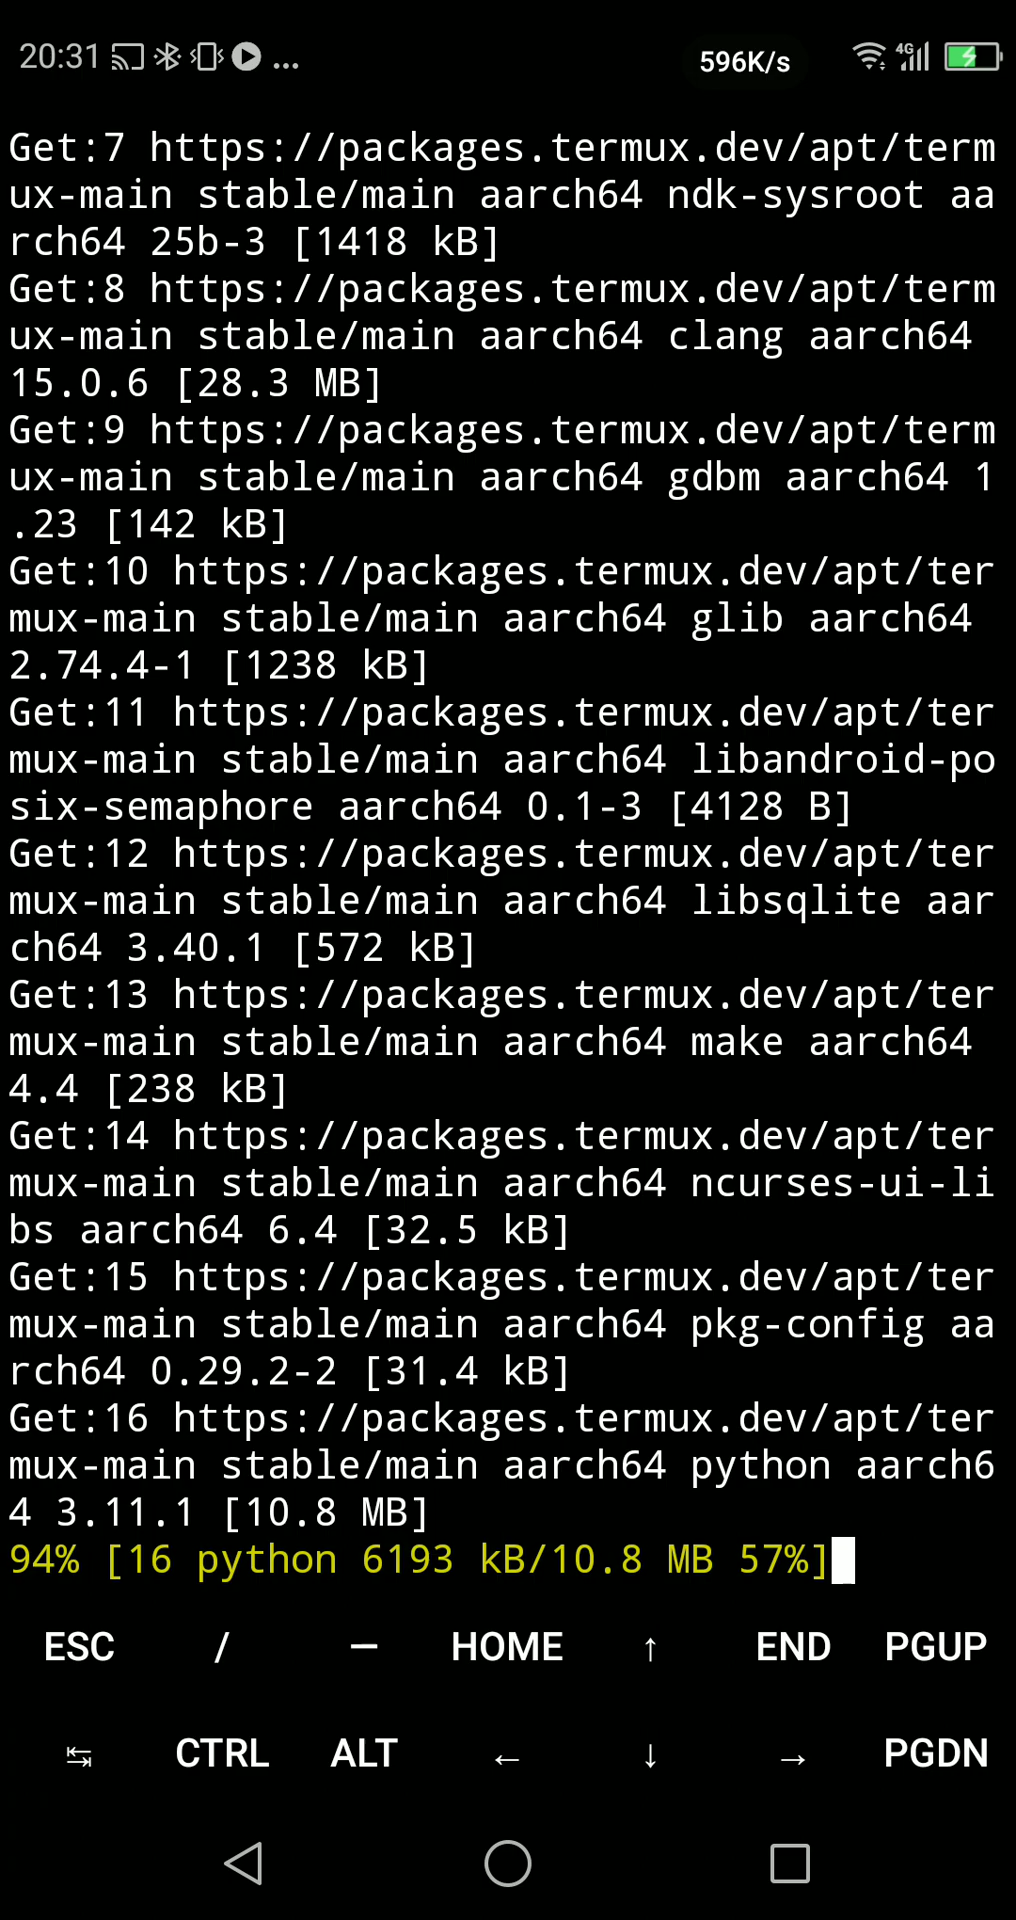 20:31 ... 596K/s 4G
Get:7 https://packages.termux.dev/apt/term
ux-main stable/main aarch64 ndk-sysroot aa
rch64 25b-3 [1418 kB]
Get:8 https://packages.termux.dev/apt/term
ux-main stable/main aarch64 clang aarch64
15.0.6 [28.3 MB]
Get:9 https://packages.termux.dev/apt/term
ux-main stable/main aarch64 gdbm aarch64 1
.23 [142 kB]
Get:10 https://packages.termux.dev/apt/ter
mux-main stable/main aarch64 glib aarch64
2.74.4-1 [1238 kB]
Get:11 https://packages.termux.dev/apt/ter
mux-main stable/main aarch64 libandroid-po
six-semaphore aarch64 0.1-3 [4128 B]
Get:12 https://packages.termux.dev/apt/ter
mux-main stable/main aarch64 libsqlite aar
ch64 3.40.1 [572 kB]
Get:13 https://packages.termux.dev/apt/ter
mux-main stable/main aarch64 make aarch64
4.4 [238 kB]
Get:14 https://packages.termux.dev/apt/ter
mux-main stable/main aarch64 ncurses-ui-li
bs aarch64 6.4 [32.5 kB]
Get:15 https://packages.termux.dev/apt/ter
mux-main stable/main aarch64 pkg-config aa
rch64 0.29.2-2 [31.4 kB]
Get:16 https://packages.termux.dev/apt/ter
mux-main stable/main aarch64 python aarch6
4 3.11.1 [10.8 MB]
94% [16 python 6193 kB/10.8 MB 57%]
ESC / — HOME ↑ END PGUP
↹ CTRL ALT ← ↓ → PGDN